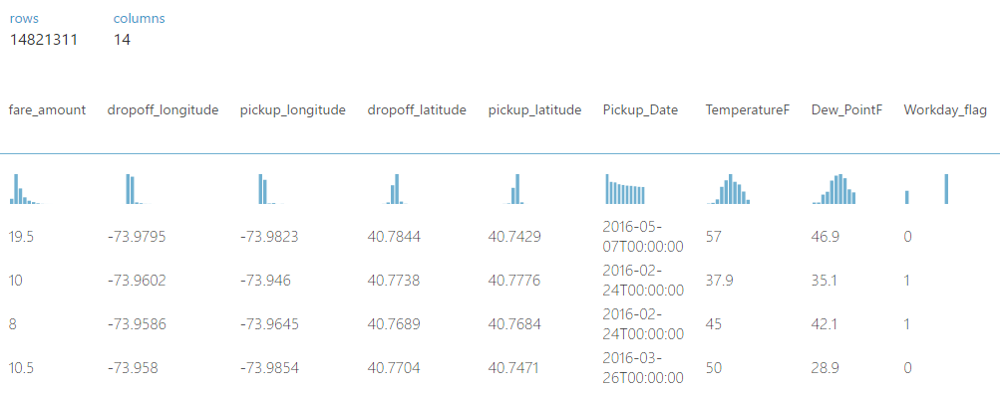 rows columns
14821311 14
fare_amount dropoff_longitude pickup_longitude dropoff_latitude pickup_latitude Pickup_Date TemperatureF Dew_PointF Workday_flag
19.5 -73.9795 -73.9823 40.7844 40.7429 2016-05-07T00:00:00 57 46.9 0
10 -73.9602 -73.946 40.7738 40.7776 2016-02-24T00:00:00 37.9 35.1 1
8 -73.9586 -73.9645 40.7689 40.7684 2016-02-24T00:00:00 45 42.1 1
10.5 -73.958 -73.9854 40.7704 40.7471 2016-03-26T00:00:00 50 28.9 0